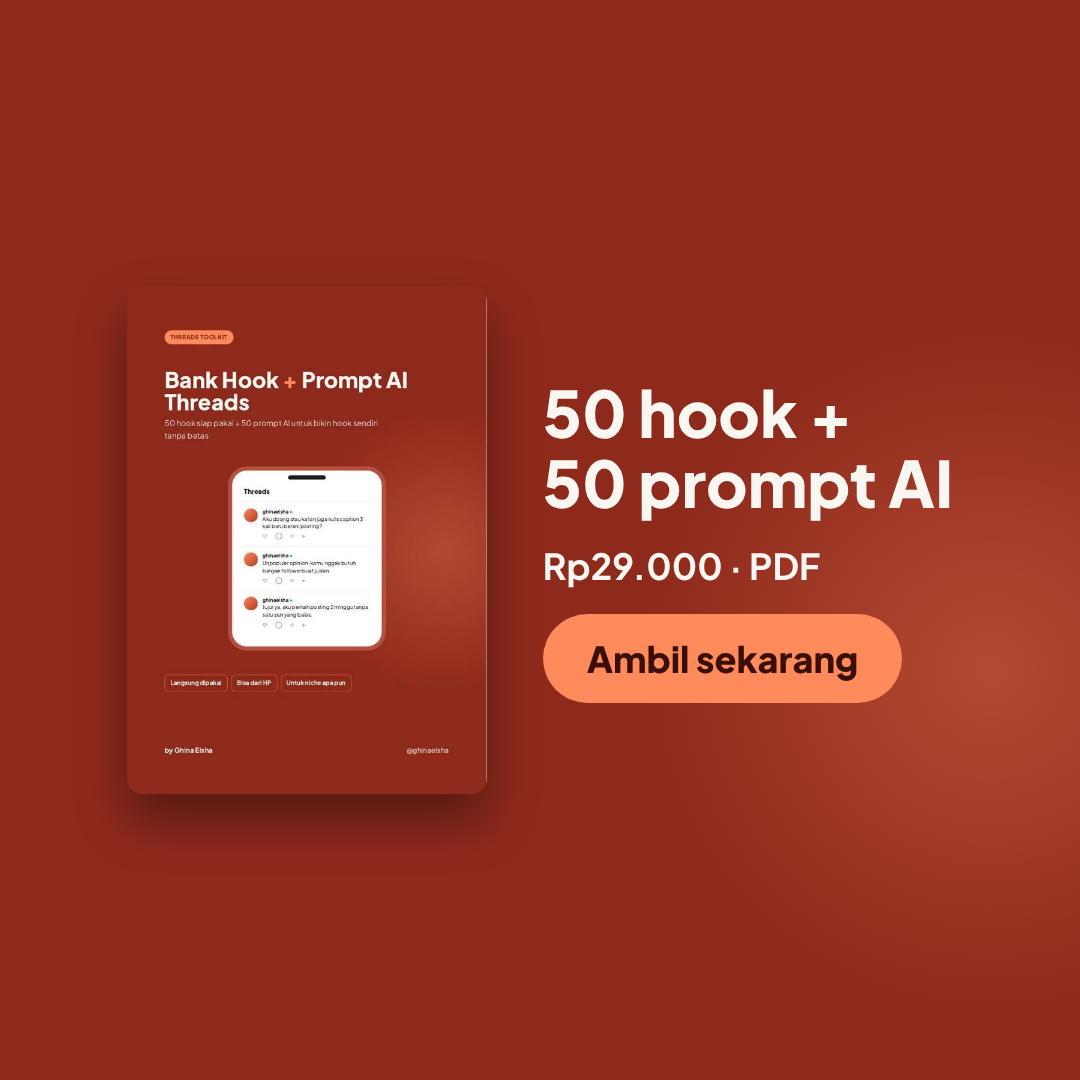 THREADS TOOLKIT
Bank Hook + Prompt AI
Threads
50 hook siap pakai + 50 prompt AI untuk bikin hook sendiri
tanpa batas
Threads
ghinaelsha
Aku doang atau kalian juga nulis caption 3
kali baru berani posting?
ghinaelsha
Unpopular opinion: kamu nggak butuh
banyak follower buat jualan.
ghinaelsha
Jujur ya, aku pernah posting 2 minggu tanpa
satu pun yang balas.
Langsung dipakai
Bisa dari HP
Untuk niche apa pun
by Ghina Elsha
@ghinaelsha
50 hook +
50 prompt AI
Rp29.000 · PDF
Ambil sekarang